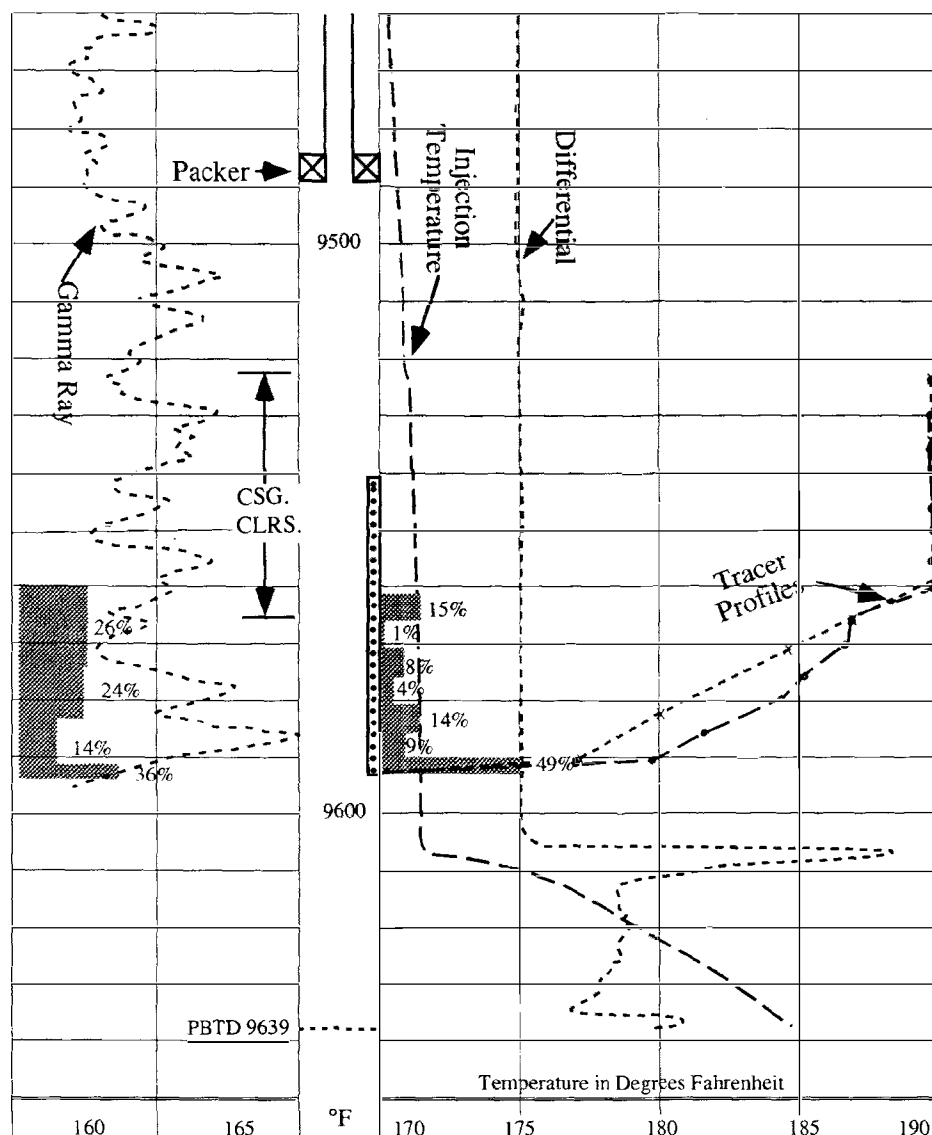 Packer
Injection
Temperature
Differential
9500
Gamma Ray
CSG.
CLRS.
Tracer
Profiles
15%
26%
1%
8%
24%
4%
14%
14%
9%
36%
49%
9600
PBTD 9639
Temperature in Degrees Fahrenheit
160
165
°F
170
175
180
185
190